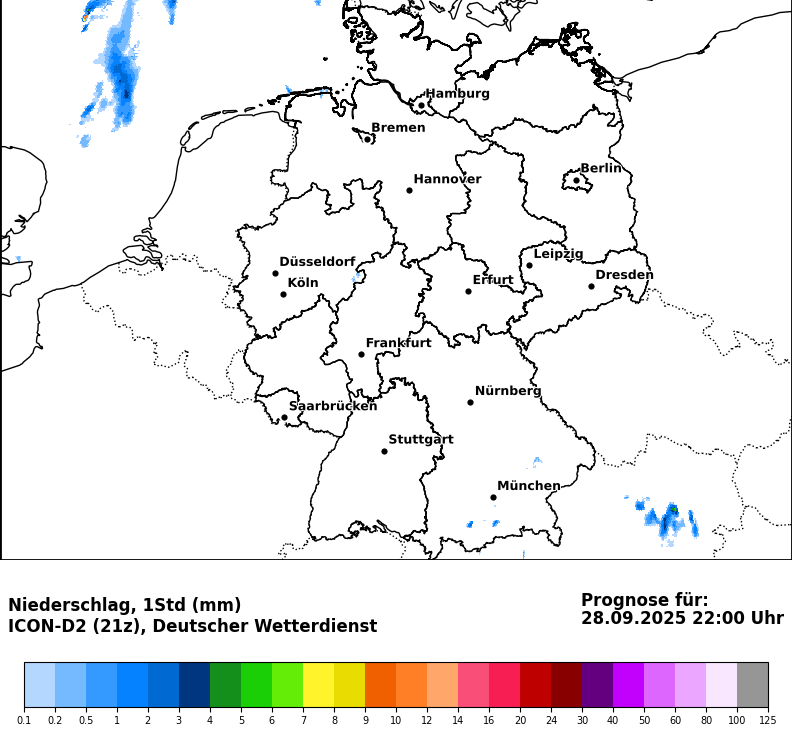 Hamburg
Bremen
Berlin
Hannover
Leipzig
Düsseldorf
Dresden
Köln
Erfurt
Frankfurt
Nürnberg
Saarbrücken
Stuttgart
München
Niederschlag, 1Std (mm)
ICON-D2 (21z), Deutscher Wetterdienst
Prognose für:
28.09.2025 22:00 Uhr
0.1 0.2 0.5 1 2 3 4 5 6 7 8 9 10 12 14 16 20 24 30 40 50 60 80 100 125